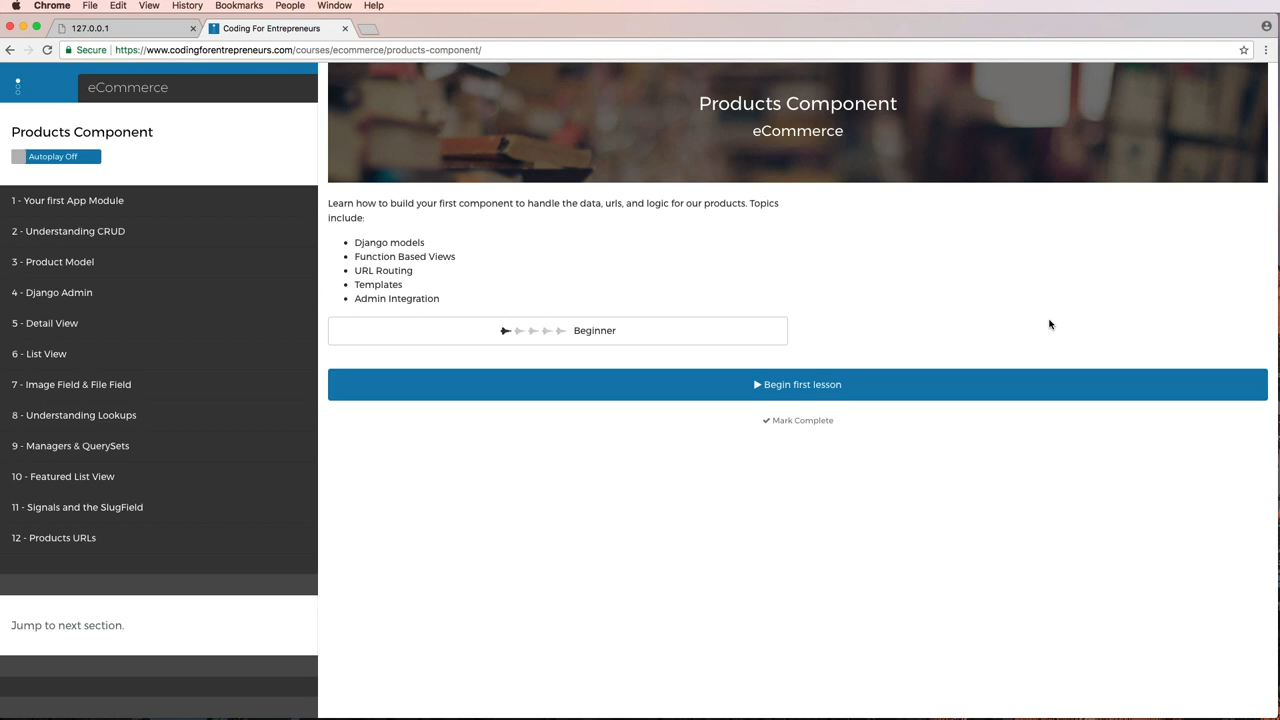 Chrome File Edit View History Bookmarks People Window Help
127.0.0.1 Coding For Entrepreneurs
Secure https://www.codingforentrepreneurs.com/courses/ecommerce/products-component/
eCommerce
Products Component
Autoplay Off
1 - Your first App Module
2 - Understanding CRUD
3 - Product Model
4 - Django Admin
5 - Detail View
6 - List View
7 - Image Field & File Field
8 - Understanding Lookups
9 - Managers & QuerySets
10 - Featured List View
11 - Signals and the SlugField
12 - Products URLs
Jump to next section.
Products Component
eCommerce
Learn how to build your first component to handle the data, urls, and logic for our products. Topics
include:
• Django models
• Function Based Views
• URL Routing
• Templates
• Admin Integration
Beginner
Begin first lesson
Mark Complete